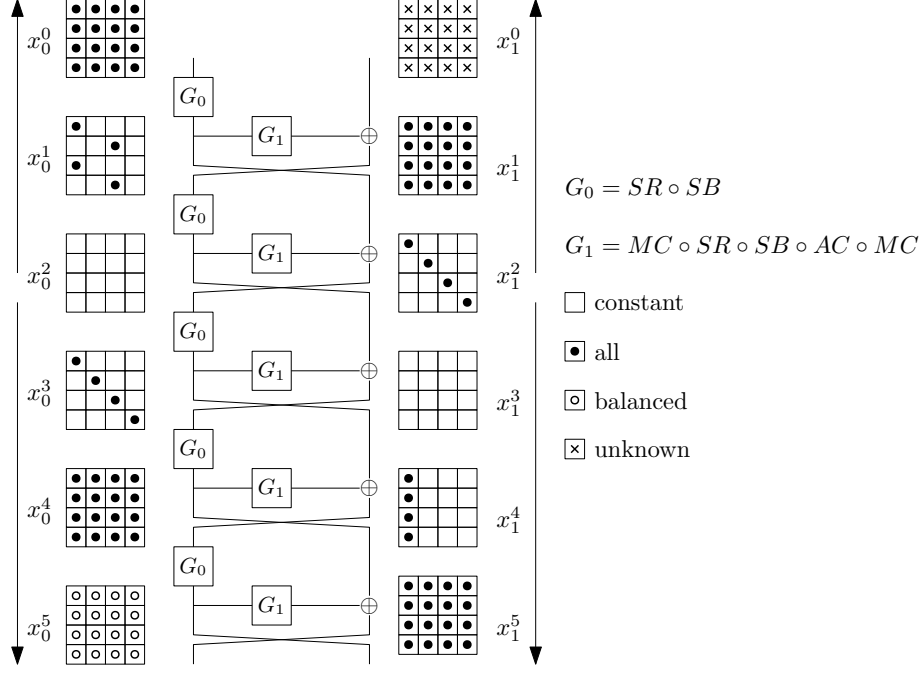 x_0^0
x_1^0
G_0
G_1
x_0^1
x_1^1
G_0 = SR ∘ SB
G_0
G_1
G_1 = MC ∘ SR ∘ SB ∘ AC ∘ MC
x_0^2
x_1^2
constant
G_0
all
G_1
x_0^3
x_1^3
balanced
G_0
unknown
G_1
x_0^4
x_1^4
G_0
G_1
x_0^5
x_1^5